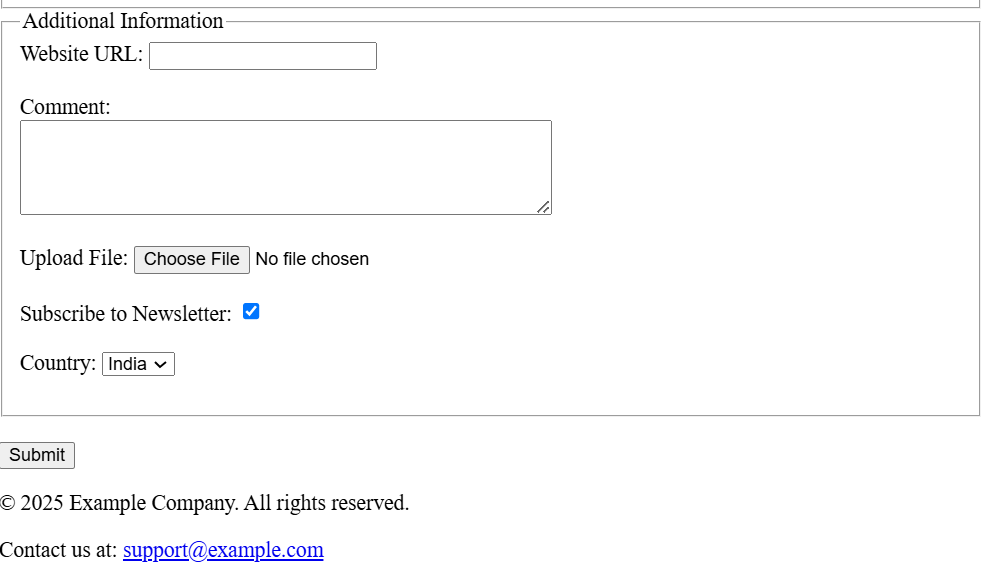 Additional Information
Website URL:
Comment:
Upload File: Choose File No file chosen
Subscribe to Newsletter:
Country: India
Submit
© 2025 Example Company. All rights reserved.
Contact us at: support@example.com